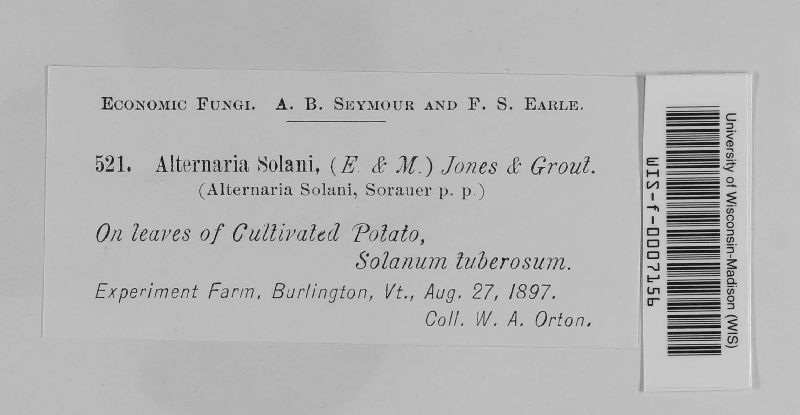 Economic Fungi. A. B. Seymour and F. S. Earle.
521. Alternaria Solani, (E. & M.) Jones & Grout.
(Alternaria Solani, Sorauer p. p.)
On leaves of Cultivated Potato,
Solanum tuberosum.
Experiment Farm, Burlington, Vt., Aug. 27, 1897.
Coll. W. A. Orton.
University of Wisconsin-Madison (WIS)
WIS-f-0007156